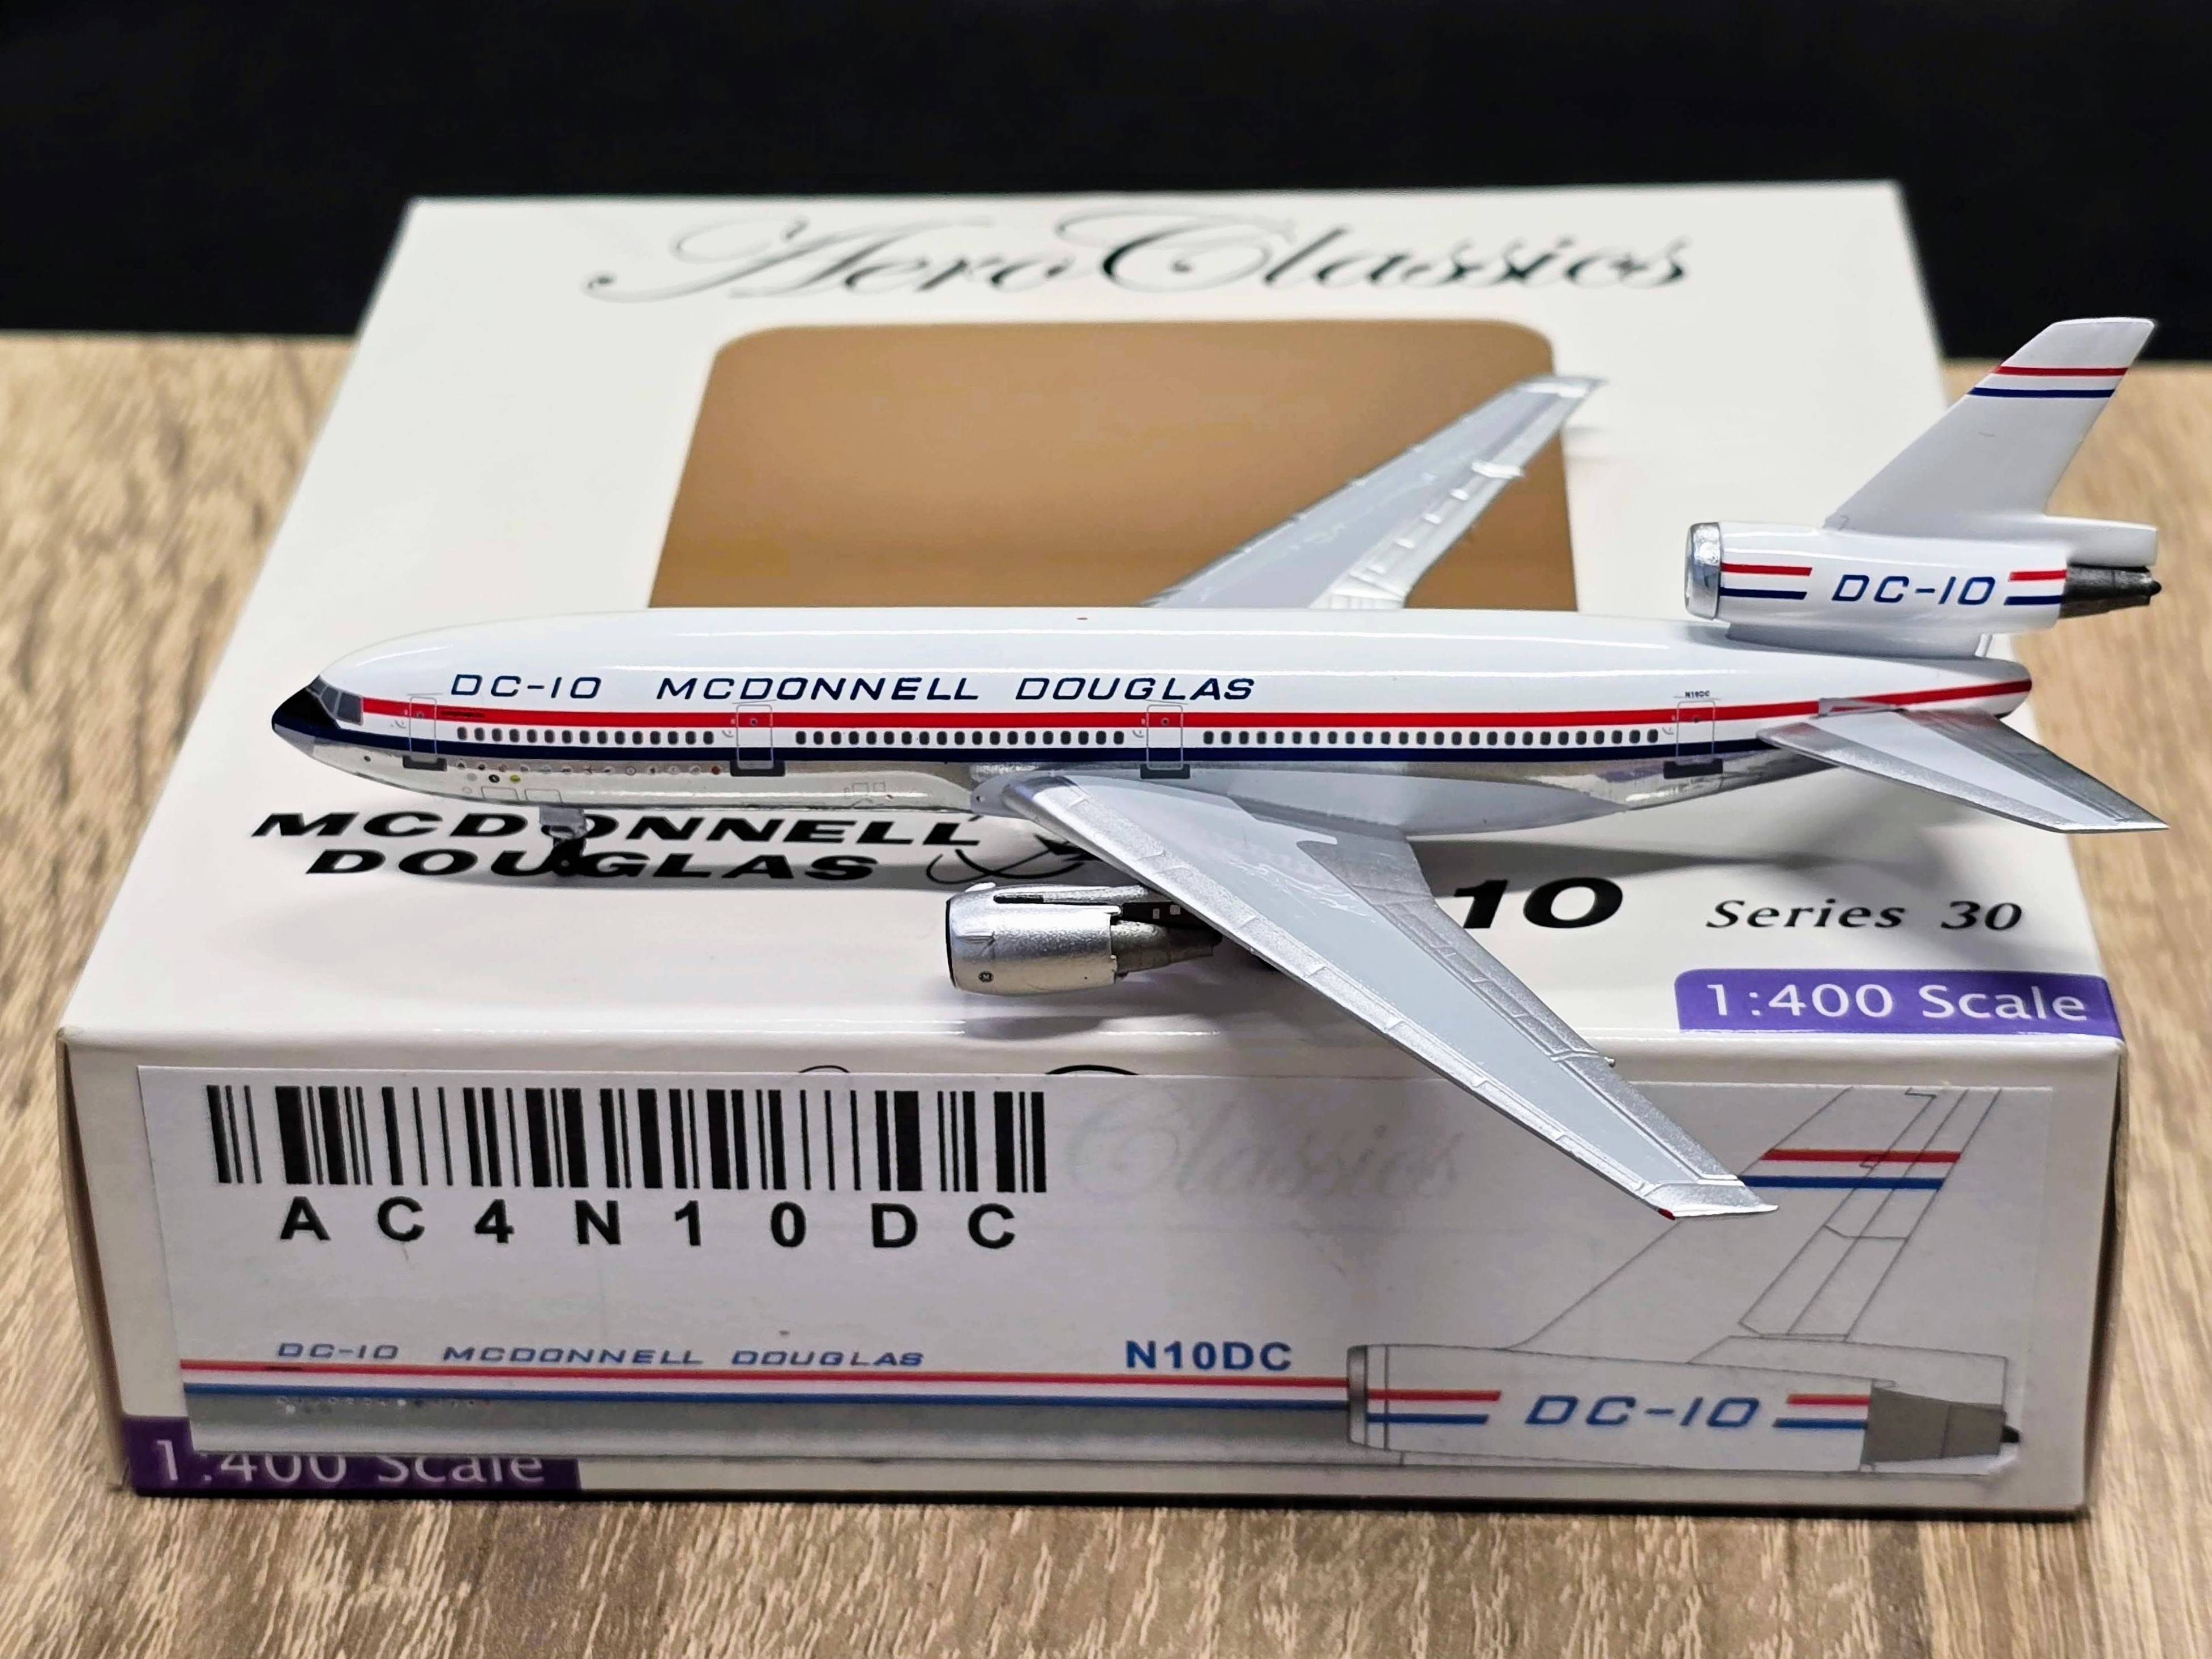 AeroClassics
DC-10
DC-10 MCDONNELL DOUGLAS
N10DC
MCDONNELL
DOUGLAS
10 Series 30
1:400 Scale
Classics
AC4N10DC
DC-10 MCDONNELL DOUGLAS
N10DC
DC-10
1:400 Scale